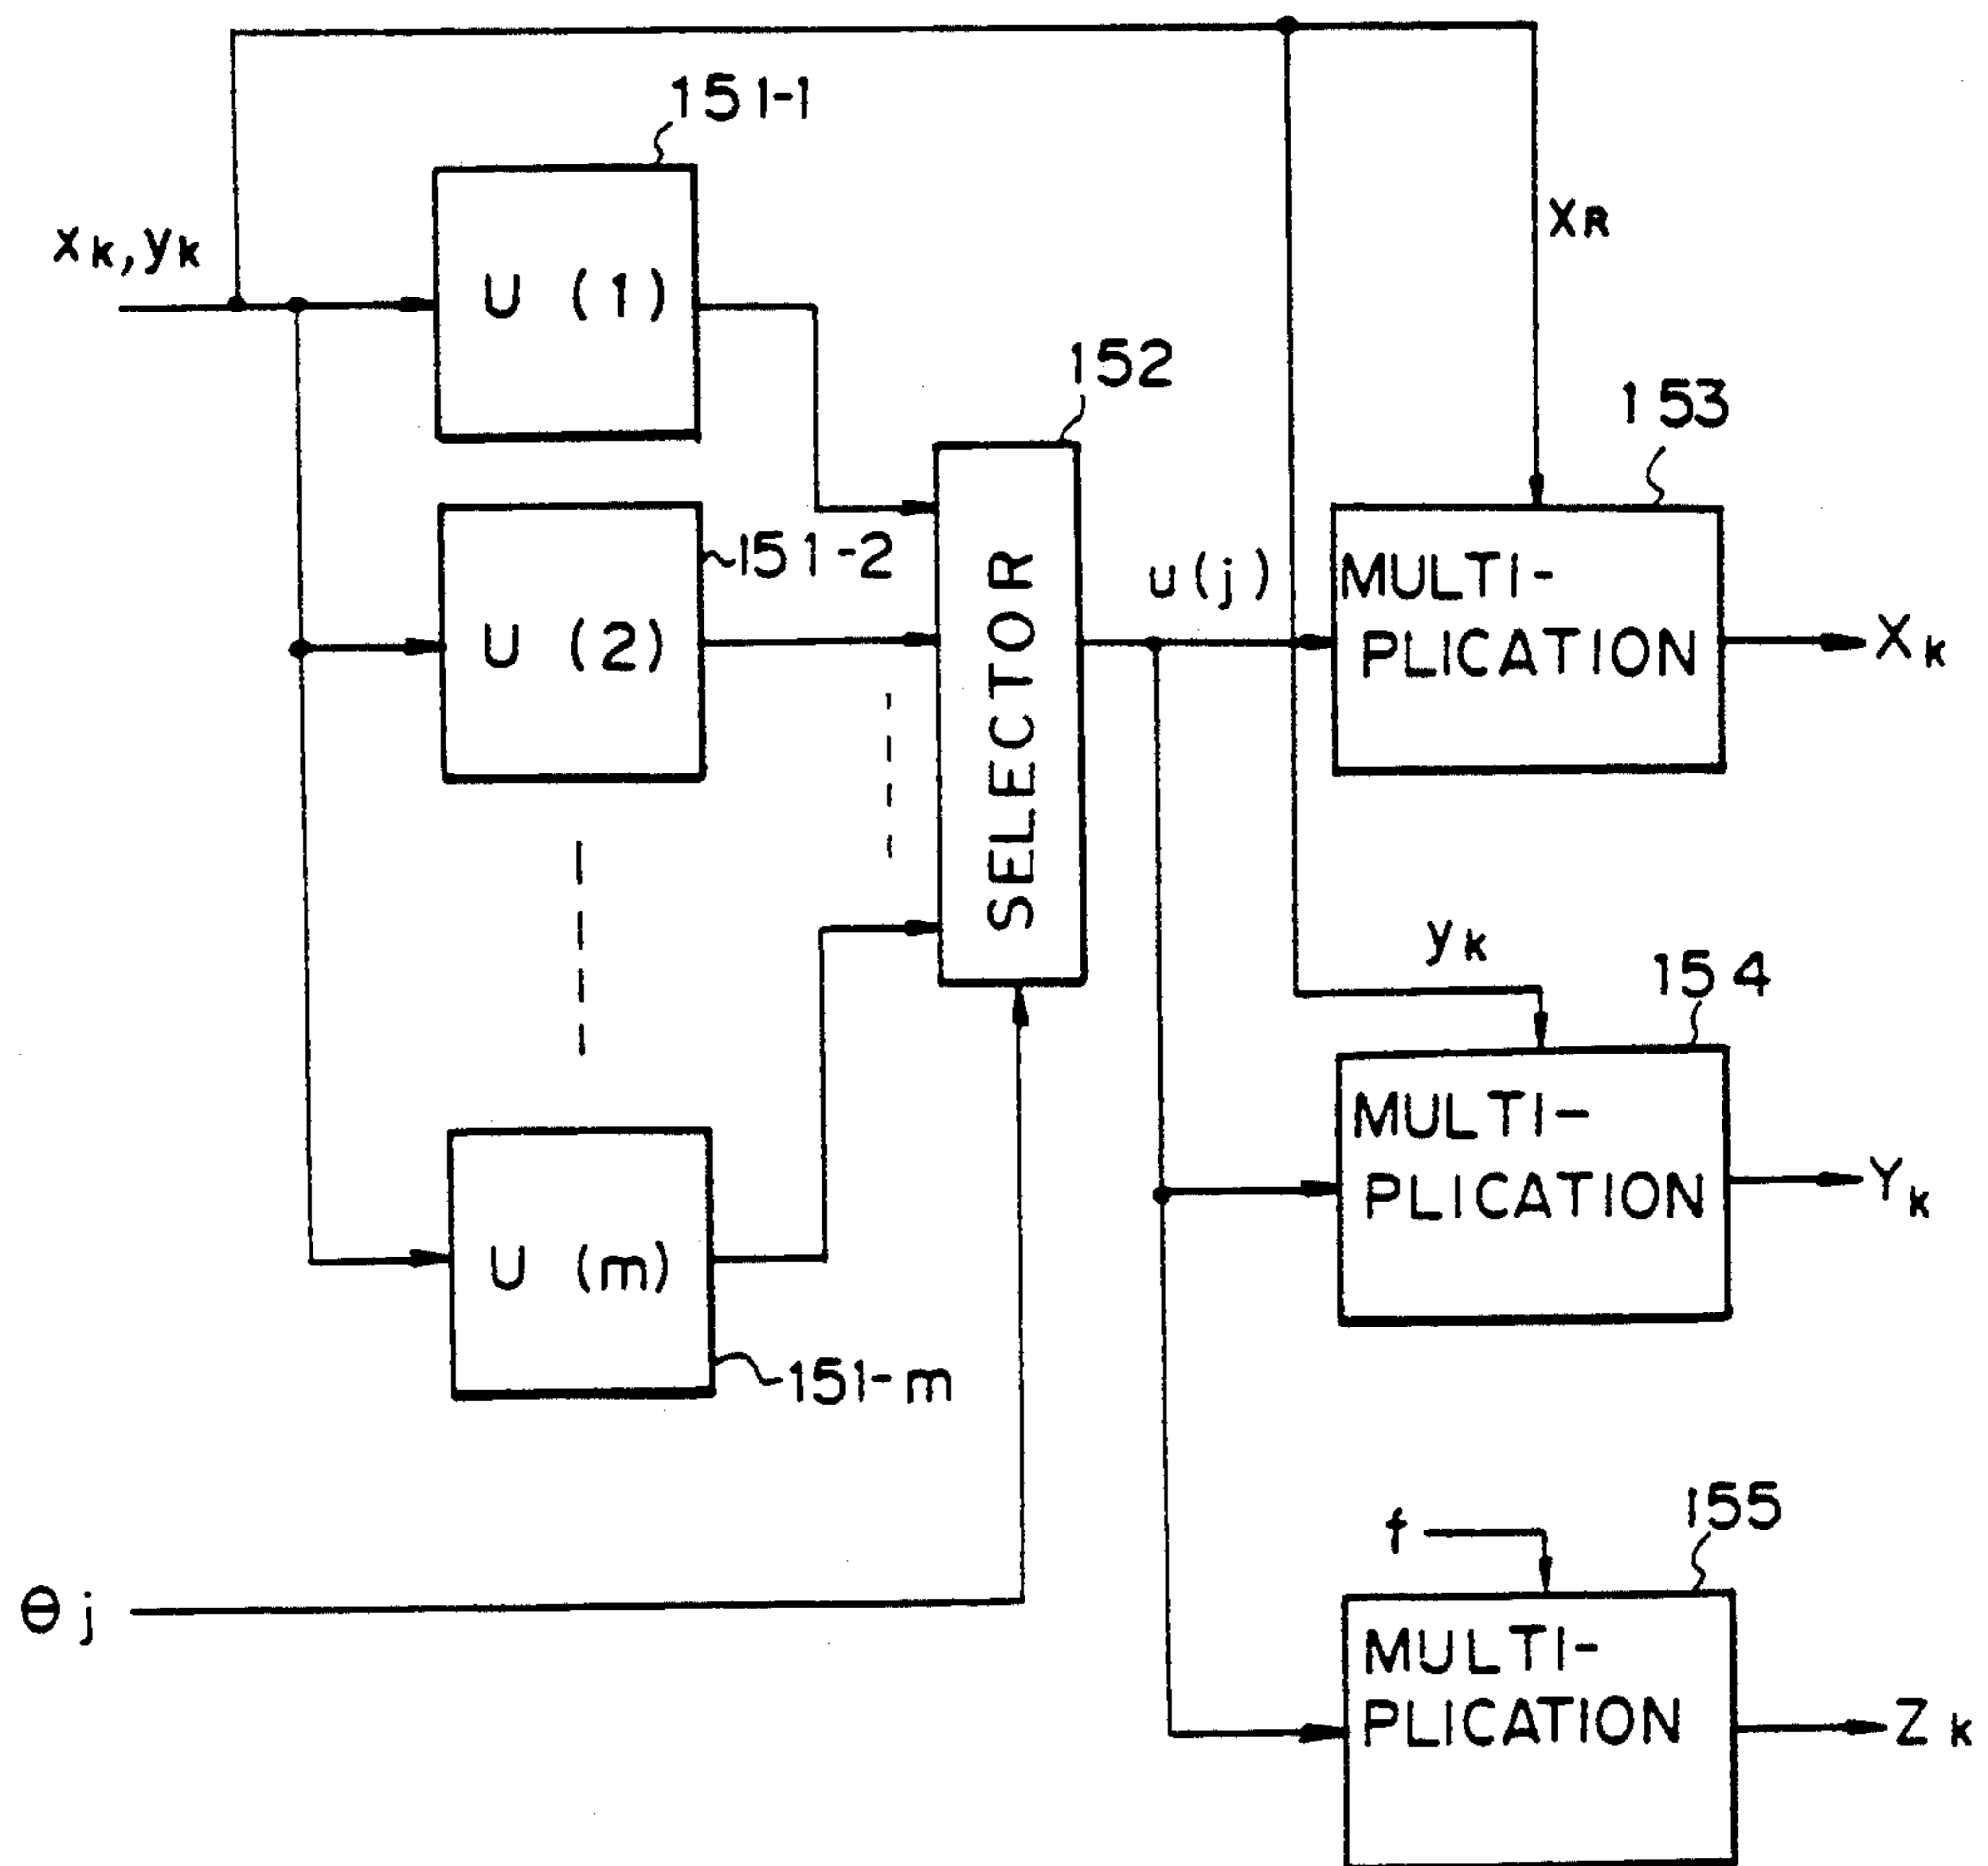 151-1
xk,yk
xR
U (1)
152
153
151-2
U (2)
SELECTOR
u(j)
MULTI-
PLICATION
Xk
yk
154
MULTI-
PLICATION
Yk
U (m)
151-m
f
155
θj
MULTI-
PLICATION
Zk